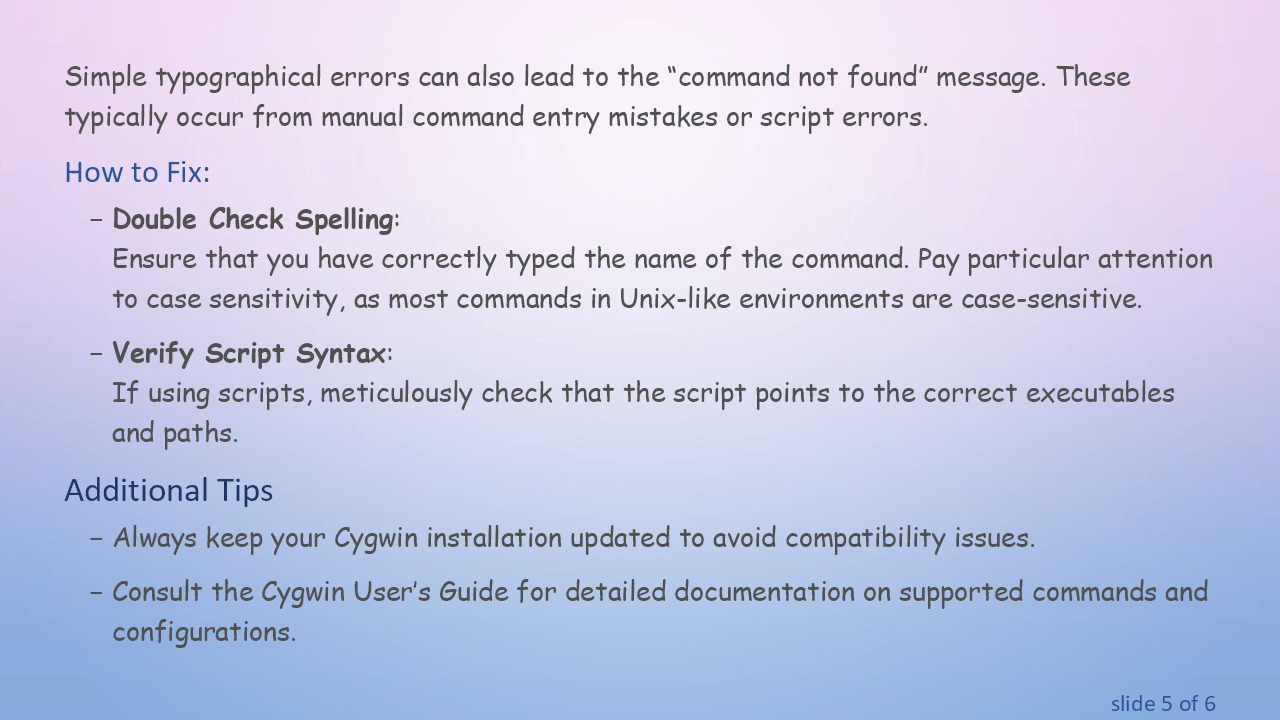 Simple typographical errors can also lead to the “command not found” message. These
typically occur from manual command entry mistakes or script errors.
How to Fix:
– Double Check Spelling:
Ensure that you have correctly typed the name of the command. Pay particular attention
to case sensitivity, as most commands in Unix-like environments are case-sensitive.
– Verify Script Syntax:
If using scripts, meticulously check that the script points to the correct executables
and paths.
Additional Tips
– Always keep your Cygwin installation updated to avoid compatibility issues.
– Consult the Cygwin User’s Guide for detailed documentation on supported commands and
configurations.
slide 5 of 6